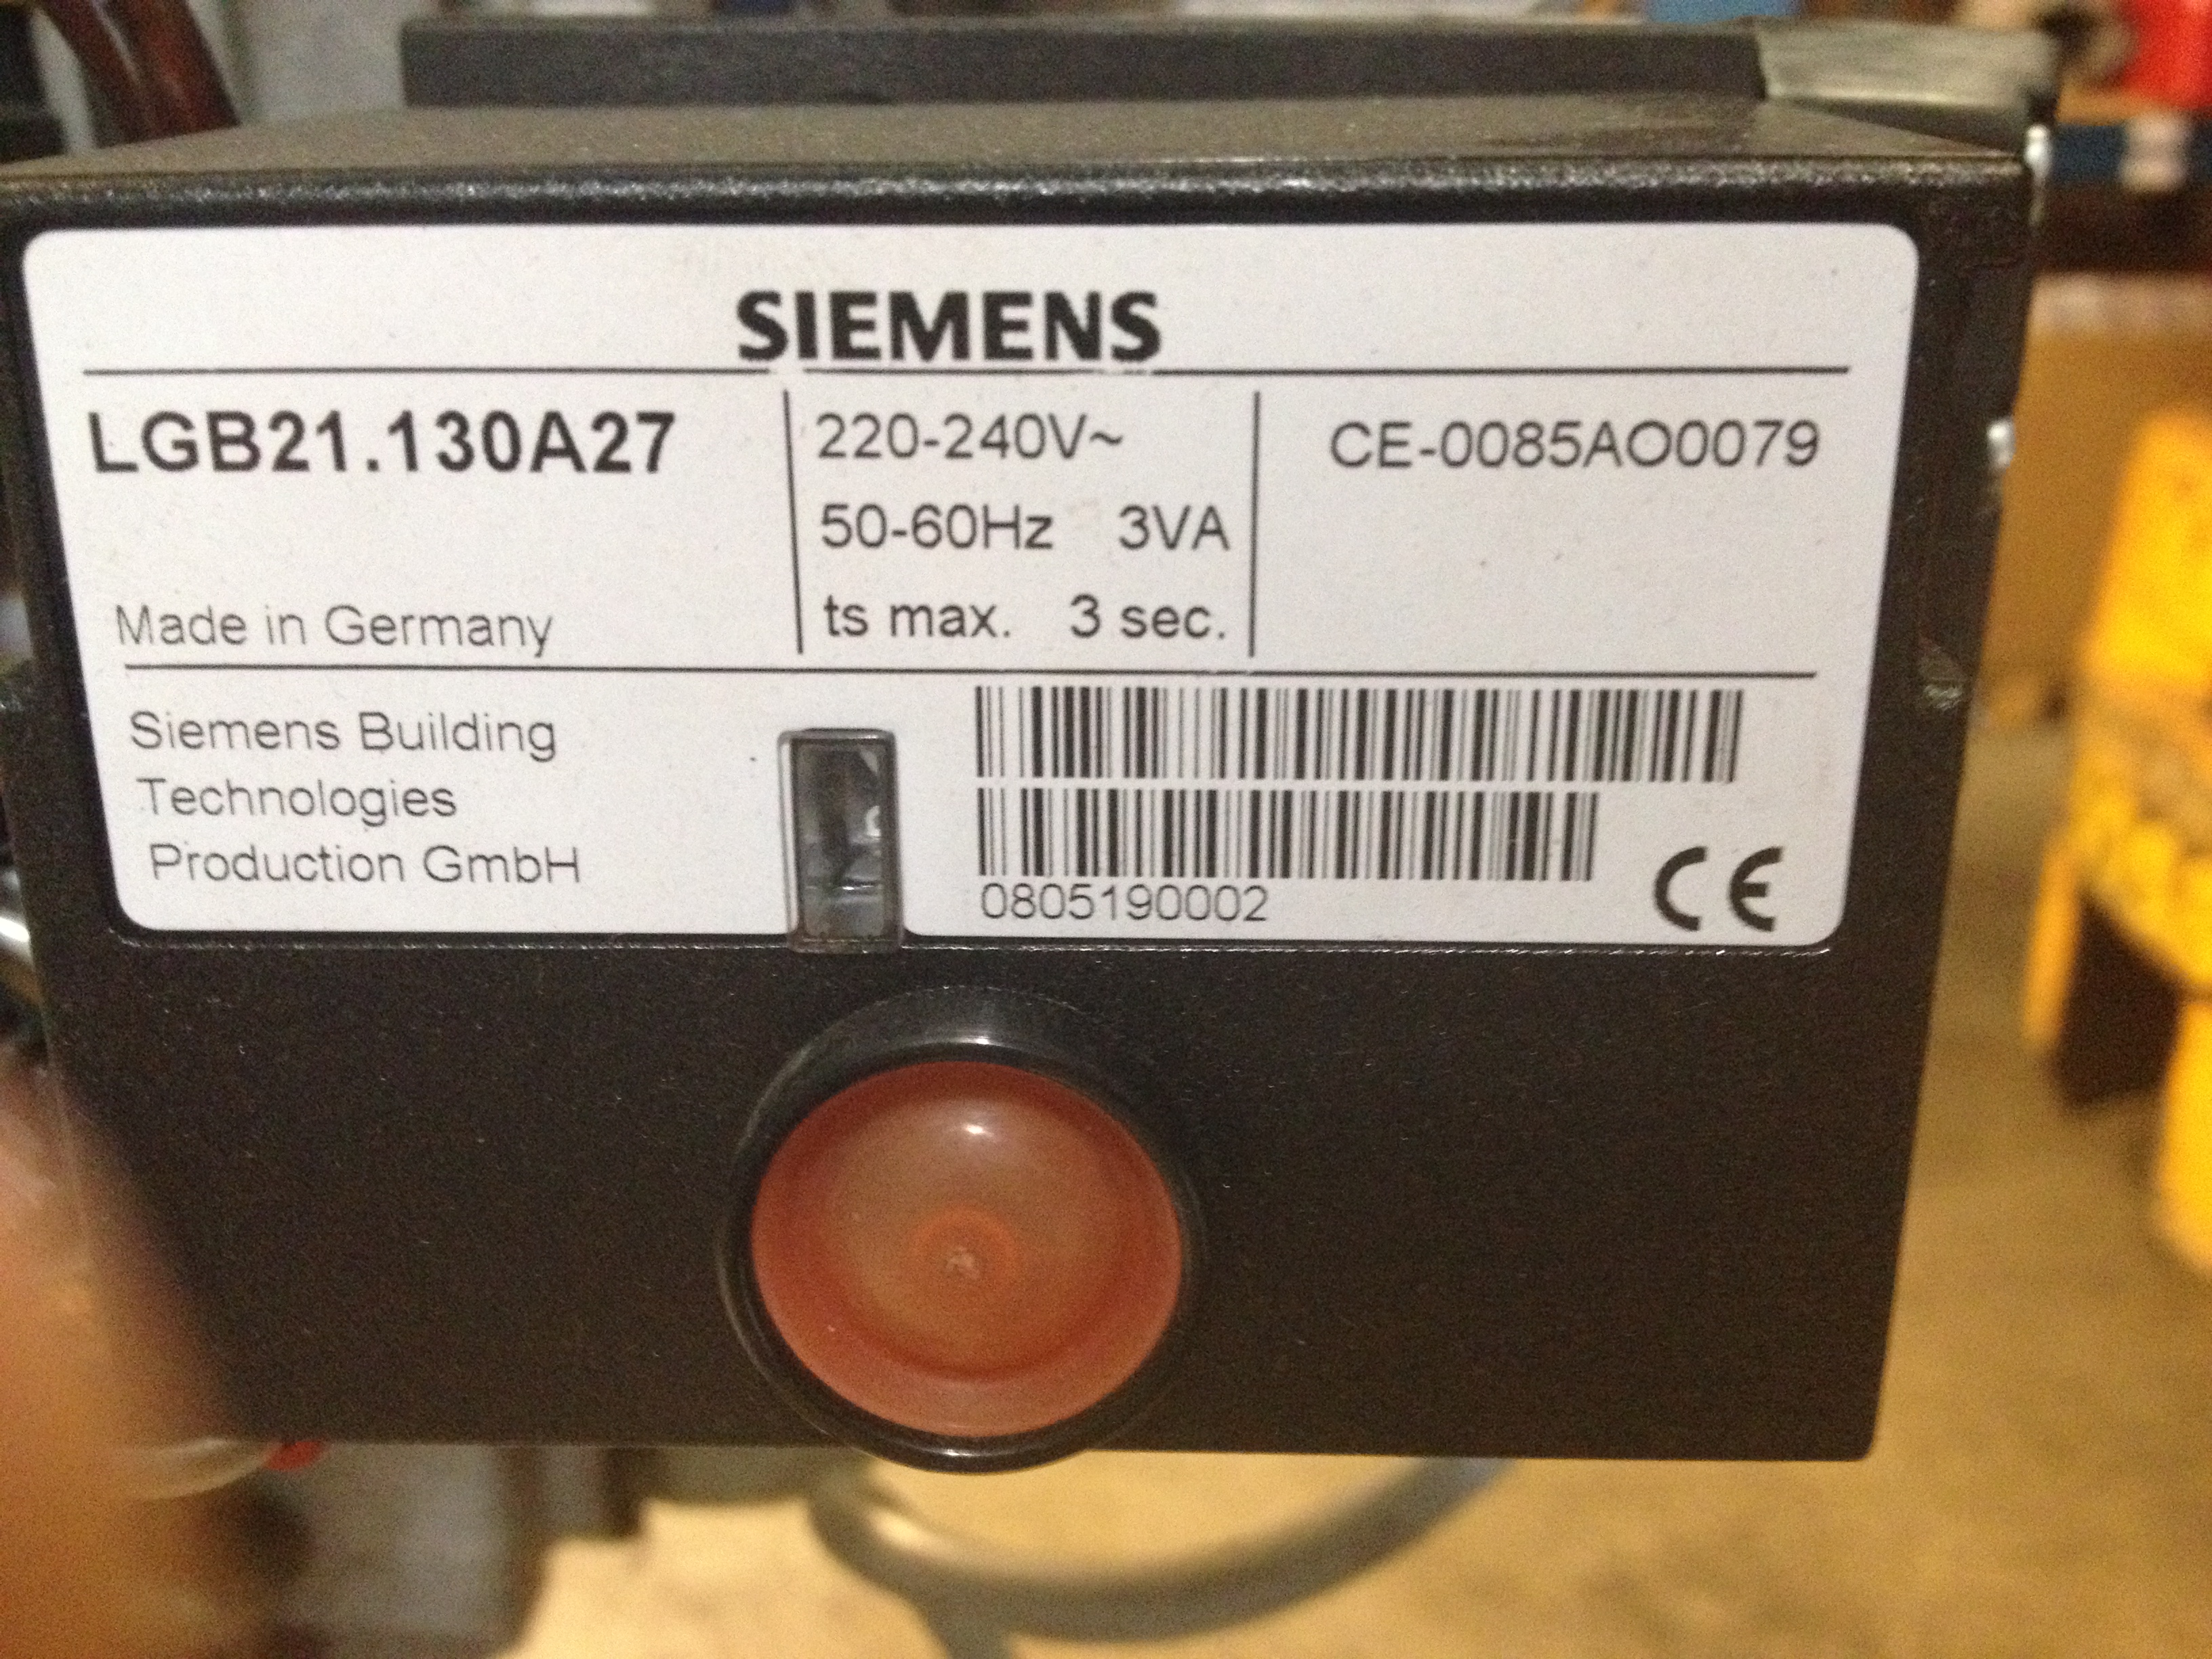 SIEMENS
LGB21.130A27
220-240V~
50-60Hz 3VA
ts max. 3 sec.
CE-0085AO0079
Made in Germany
Siemens Building
Technologies
Production GmbH
0805190002
CE